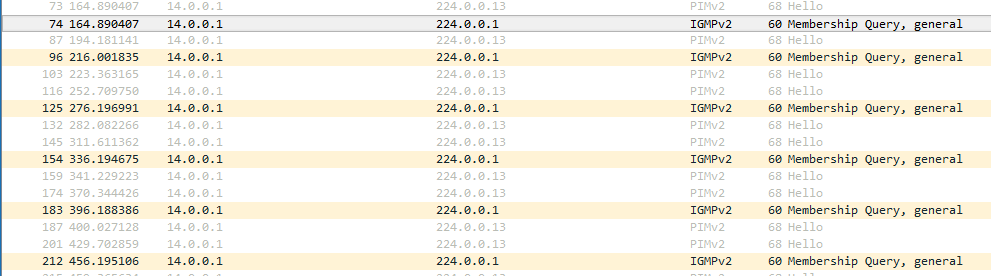 73 164.890407 14.0.0.1 224.0.0.13 PIMv2 68 Hello
74 164.890407 14.0.0.1 224.0.0.1 IGMPv2 60 Membership Query, general
87 194.181141 14.0.0.1 224.0.0.13 PIMv2 68 Hello
96 216.001835 14.0.0.1 224.0.0.1 IGMPv2 60 Membership Query, general
103 223.363165 14.0.0.1 224.0.0.13 PIMv2 68 Hello
116 252.709750 14.0.0.1 224.0.0.13 PIMv2 68 Hello
125 276.196991 14.0.0.1 224.0.0.1 IGMPv2 60 Membership Query, general
132 282.082266 14.0.0.1 224.0.0.13 PIMv2 68 Hello
145 311.611362 14.0.0.1 224.0.0.13 PIMv2 68 Hello
154 336.194675 14.0.0.1 224.0.0.1 IGMPv2 60 Membership Query, general
159 341.229223 14.0.0.1 224.0.0.13 PIMv2 68 Hello
174 370.344426 14.0.0.1 224.0.0.13 PIMv2 68 Hello
183 396.188386 14.0.0.1 224.0.0.1 IGMPv2 60 Membership Query, general
187 400.027128 14.0.0.1 224.0.0.13 PIMv2 68 Hello
201 429.702859 14.0.0.1 224.0.0.13 PIMv2 68 Hello
212 456.195106 14.0.0.1 224.0.0.1 IGMPv2 60 Membership Query, general